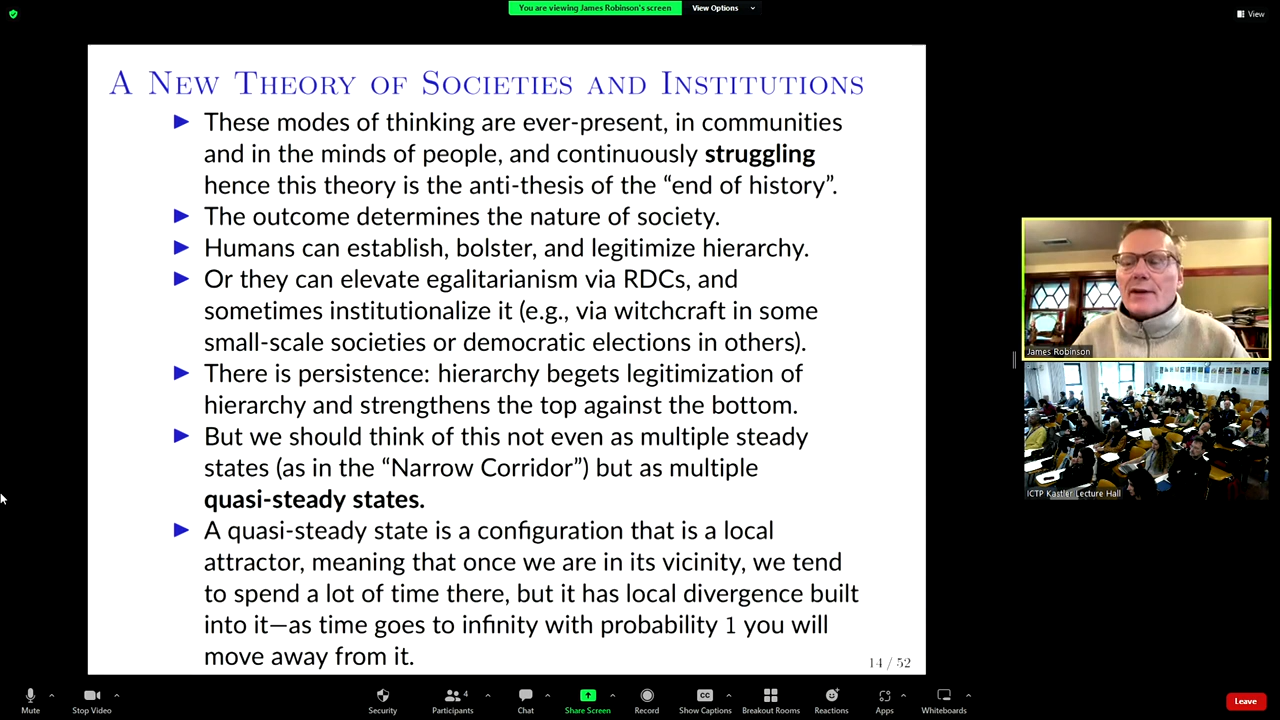 You are viewing James Robinson's screen
View Options
View
A New Theory of Societies and Institutions
These modes of thinking are ever-present, in communities
and in the minds of people, and continuously struggling
hence this theory is the anti-thesis of the “end of history”.
The outcome determines the nature of society.
Humans can establish, bolster, and legitimize hierarchy.
Or they can elevate egalitarianism via RDCs, and
sometimes institutionalize it (e.g., via witchcraft in some
small-scale societies or democratic elections in others).
There is persistence: hierarchy begets legitimization of
hierarchy and strengthens the top against the bottom.
But we should think of this not even as multiple steady
states (as in the “Narrow Corridor”) but as multiple
quasi-steady states.
A quasi-steady state is a configuration that is a local
attractor, meaning that once we are in its vicinity, we tend
to spend a lot of time there, but it has local divergence built
into it—as time goes to infinity with probability 1 you will
move away from it.
14 / 52
James Robinson
ICTP Kastler Lecture Hall
Mute
Stop Video
Security
Participants
4
Chat
Share Screen
Record
CC
Show Captions
Breakout Rooms
Reactions
Apps
Whiteboards
Leave